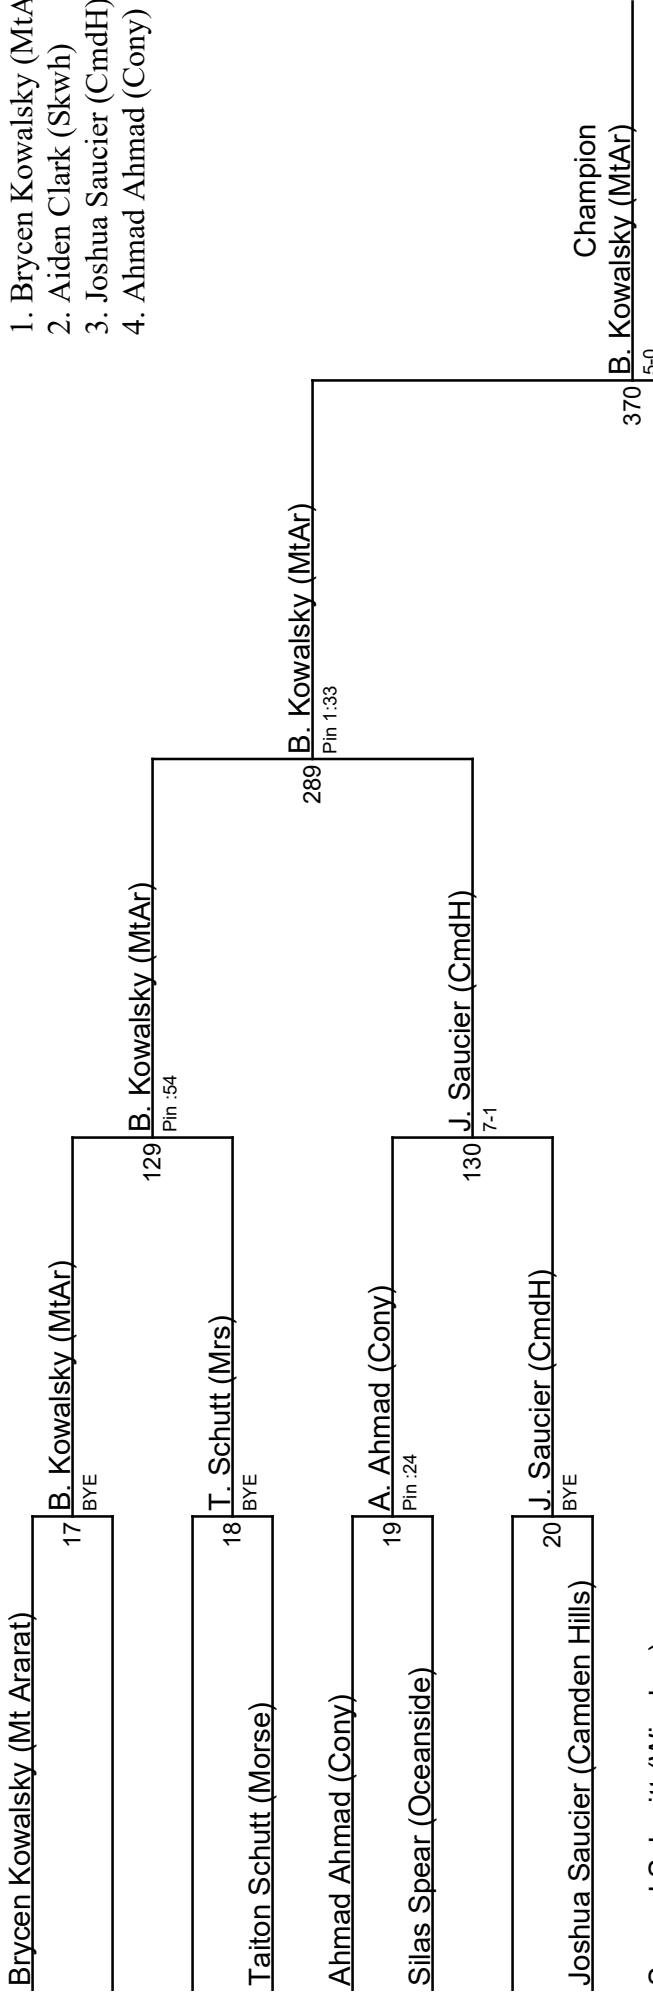 1. Brycen Kowalsky (MtA
2. Aiden Clark (Skwh)
3. Joshua Saucier (CmdH)
4. Ahmad Ahmad (Cony)
Brycen Kowalsky (Mt Ararat)
17
B. Kowalsky (MtAr)
BYE
129
B. Kowalsky (MtAr)
Pin :54
18
T. Schutt (Mrs)
BYE
Taiton Schutt (Morse)
289
B. Kowalsky (MtAr)
Pin 1:33
Ahmad Ahmad (Cony)
19
A. Ahmad (Cony)
Pin :24
Silas Spear (Oceanside)
130
J. Saucier (CmdH)
7-1
20
J. Saucier (CmdH)
BYE
Joshua Saucier (Camden Hills)
Champion
370
B. Kowalsky (MtAr)
5-0